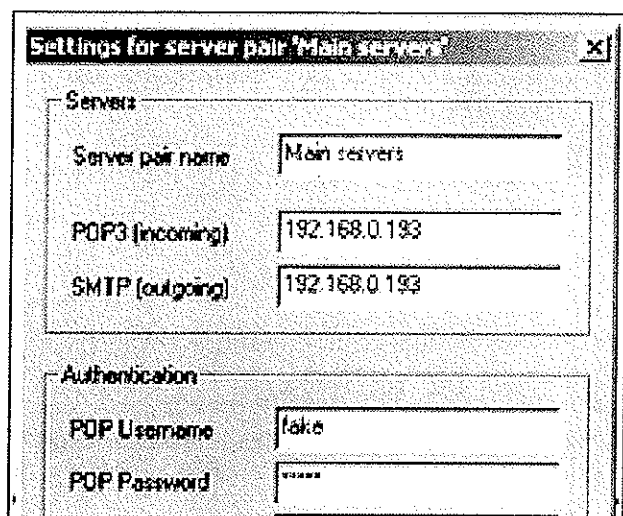 Settings for server pair 'Main servers'
Servers
Server pair name Main servers
POP3 (incoming) 192.168.0.193
SMTP (outgoing) 192.168.0.193
Authentication
POP Username fake
POP Password *****